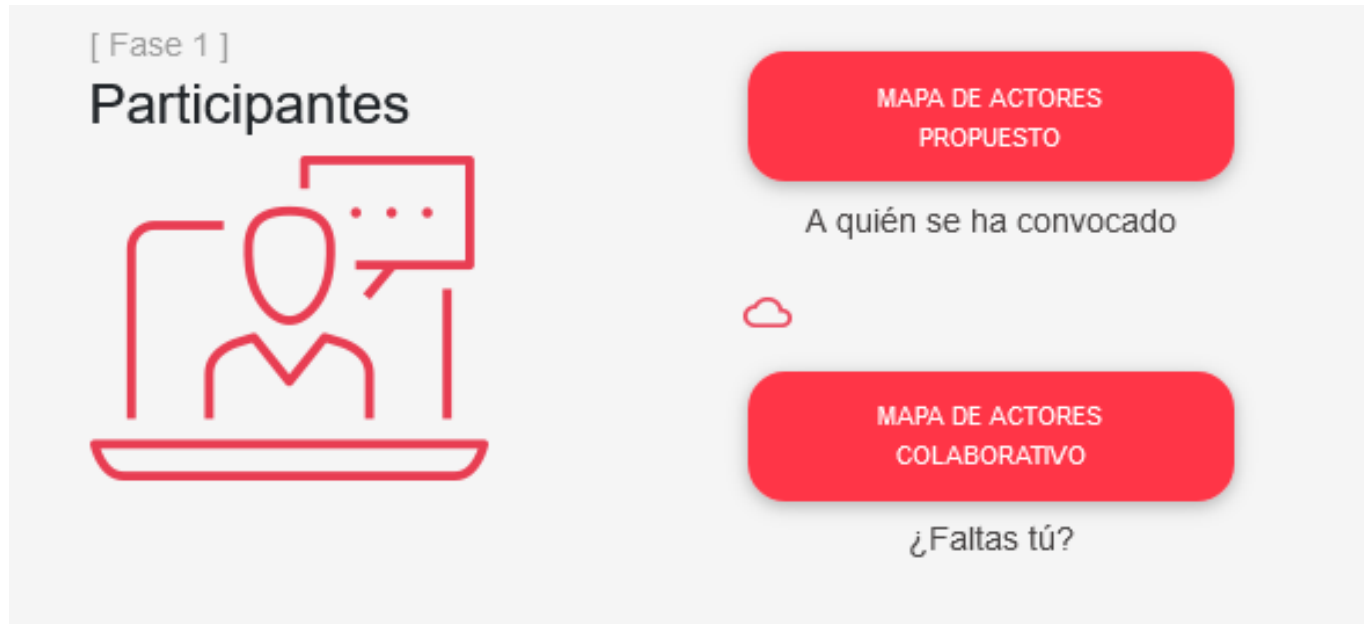 [ Fase 1 ]
Participantes
MAPA DE ACTORES
PROPUESTO
A quién se ha convocado
MAPA DE ACTORES
COLABORATIVO
¿Faltas tú?